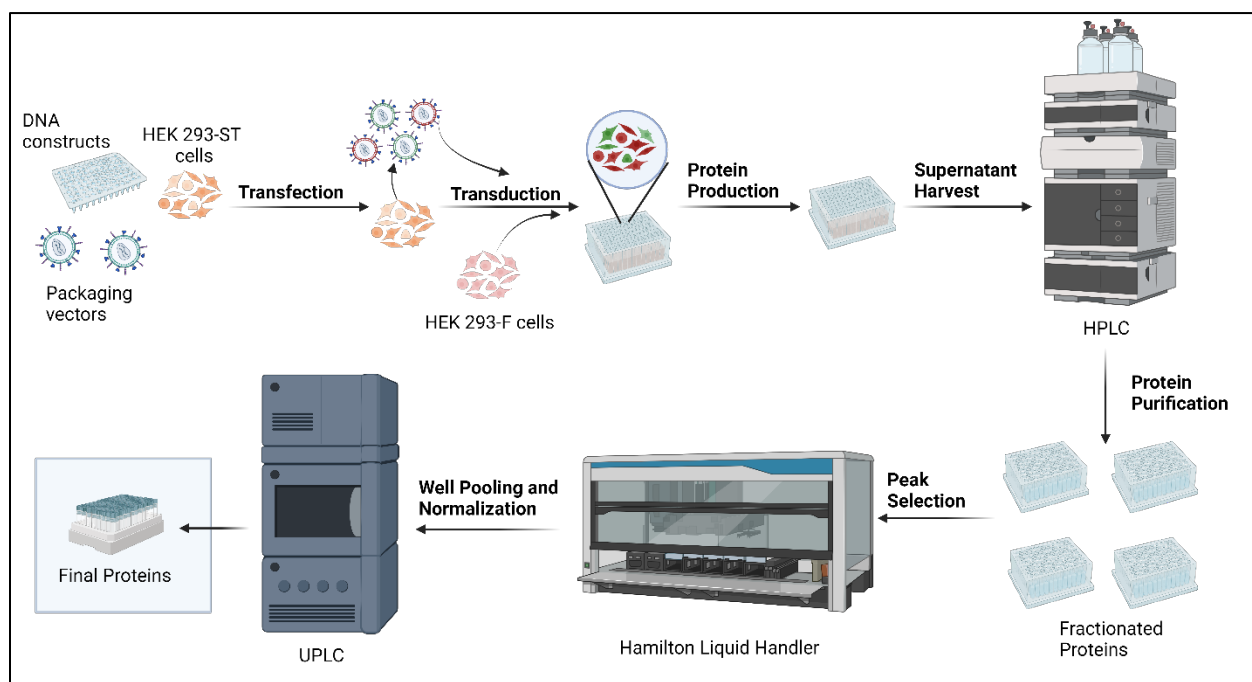 DNA
constructs
HEK 293-ST
cells
Packaging
vectors
Transfection
Transduction
HEK 293-F cells
Protein
Production
Supernatant
Harvest
HPLC
Protein
Purification
Fractionated
Proteins
Peak
Selection
Hamilton Liquid Handler
Well Pooling and
Normalization
UPLC
Final Proteins